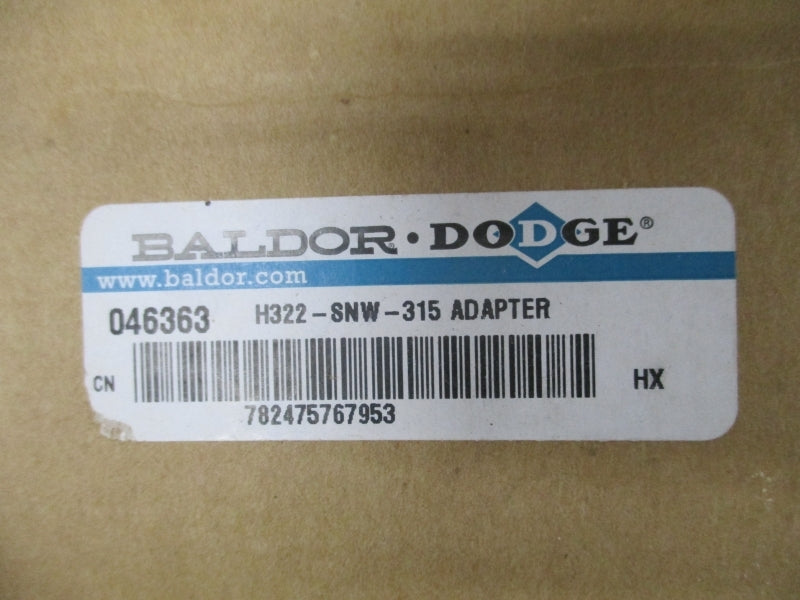 BALDOR · DODGE®
www.baldor.com
046363 H322-SNW-315 ADAPTER
CN HX
782475767953